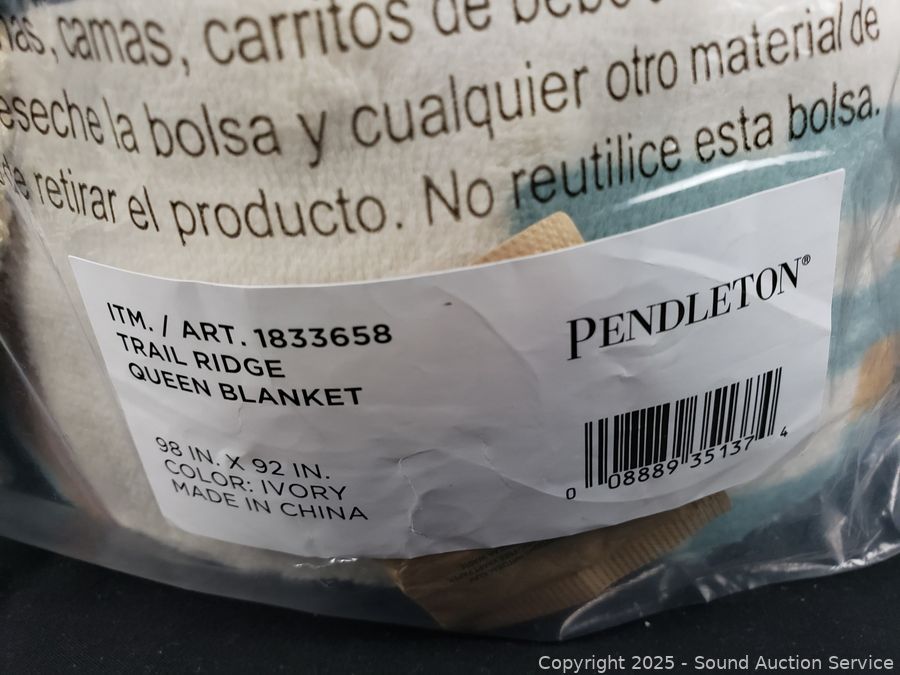 camas, carritos de bebé
la bolsa y cualquier otro material de
retirar el producto. No reutilice esta bolsa.
ITM. / ART. 1833658
TRAIL RIDGE
QUEEN BLANKET
98 IN. X 92 IN.
COLOR: IVORY
MADE IN CHINA
PENDLETON®
0 08889 35137 4
Copyright 2025 - Sound Auction Service